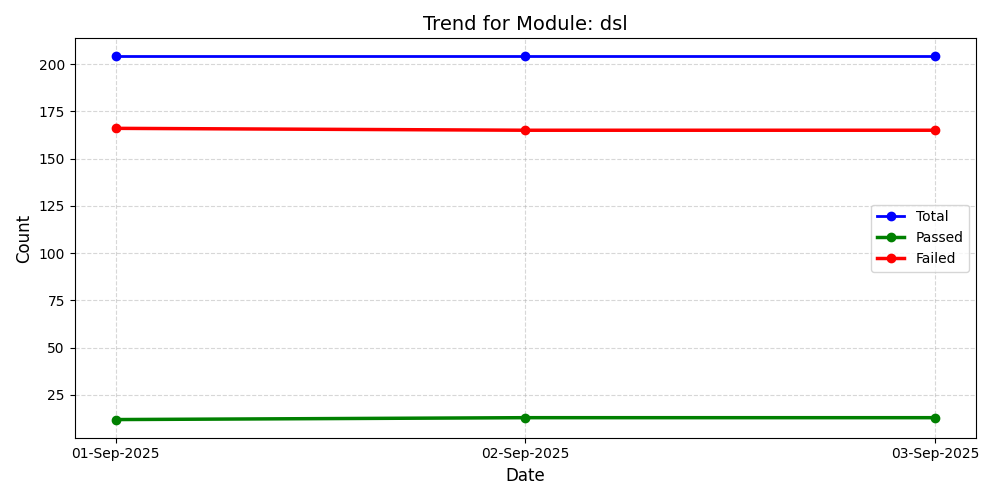 Trend for Module: dsl
Count
200
175
150
125
100
75
50
25
Total
Passed
Failed
01-Sep-2025 02-Sep-2025 03-Sep-2025
Date